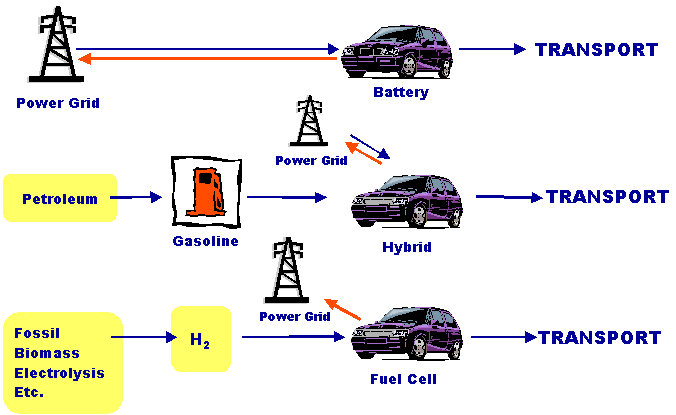 TRANSPORT
Power Grid
Battery
Power Grid
Petroleum
TRANSPORT
Gasoline
Hybrid
Power Grid
Fossil
Biomass
Electrolysis
Etc.
H₂
TRANSPORT
Fuel Cell